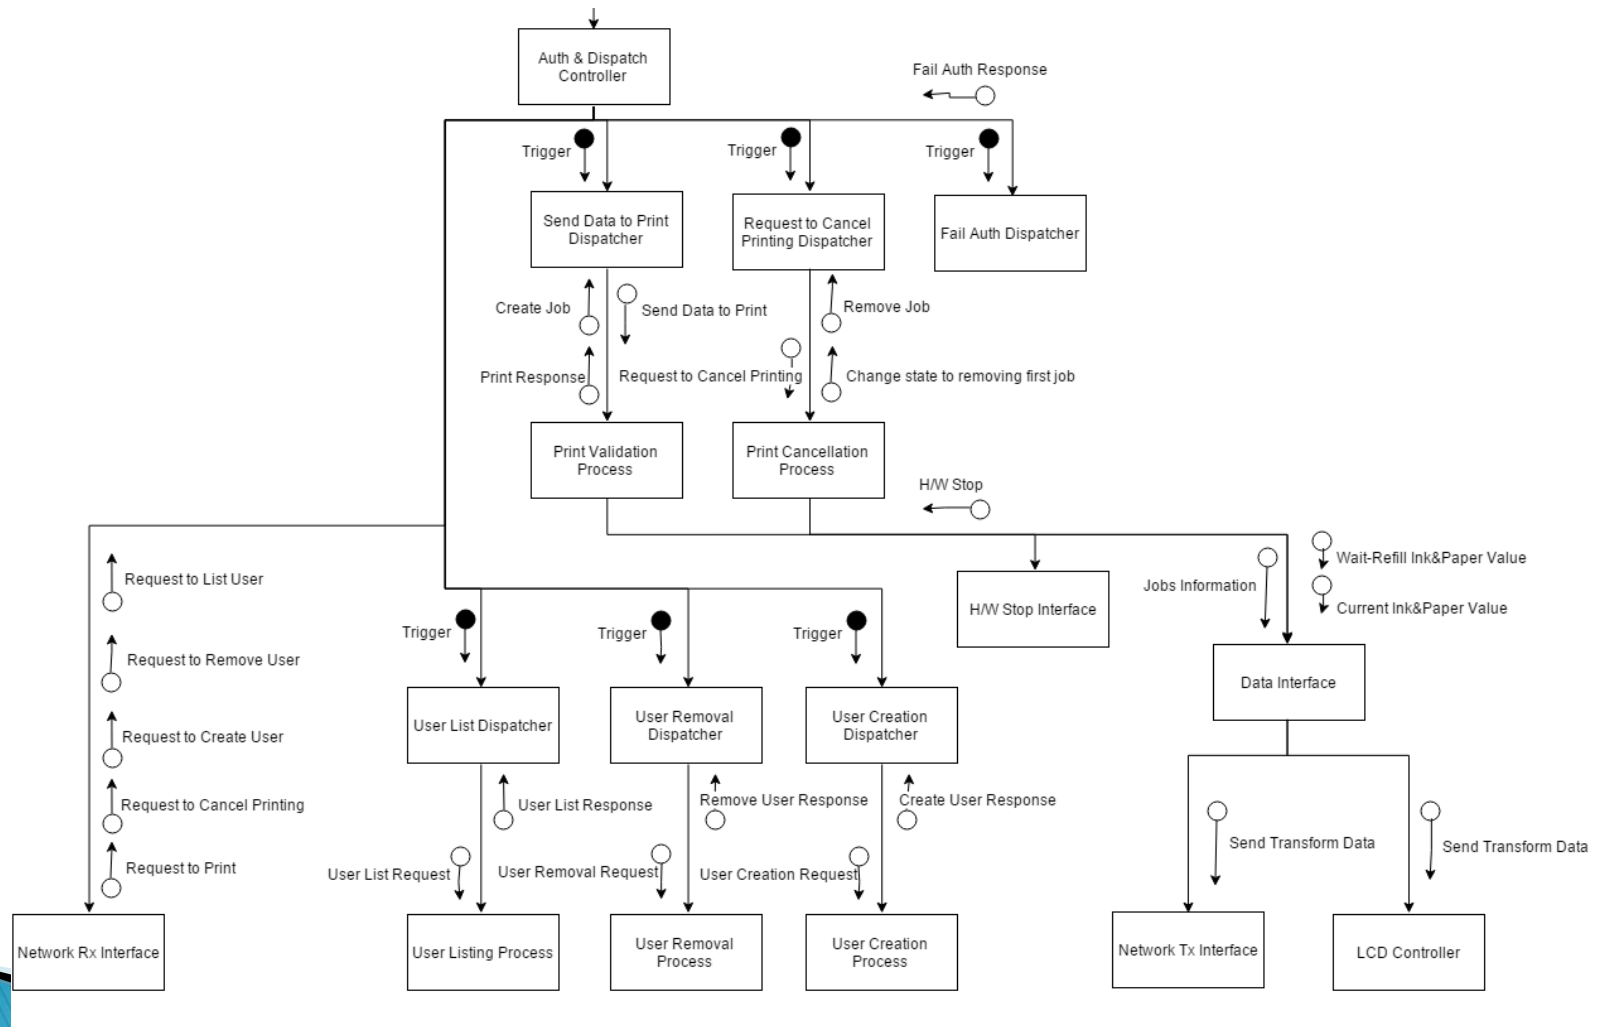 Auth & Dispatch
Controller
Fail Auth Response
Trigger
Trigger
Trigger
Send Data to Print
Dispatcher
Request to Cancel
Printing Dispatcher
Fail Auth Dispatcher
Create Job
Send Data to Print
Remove Job
Print Response
Request to Cancel Printing
Change state to removing first job
Print Validation
Process
Print Cancellation
Process
H/W Stop
Wait-Refill Ink&Paper Value
Jobs Information
Current Ink&Paper Value
H/W Stop Interface
Request to List User
Request to Remove User
Request to Create User
Request to Cancel Printing
Request to Print
Trigger
Trigger
Trigger
Data Interface
User List Dispatcher
User Removal
Dispatcher
User Creation
Dispatcher
User List Response
Remove User Response
Create User Response
User List Request
User Removal Request
User Creation Request
Send Transform Data
Send Transform Data
Network Rx Interface
User Listing Process
User Removal
Process
User Creation
Process
Network Tx Interface
LCD Controller